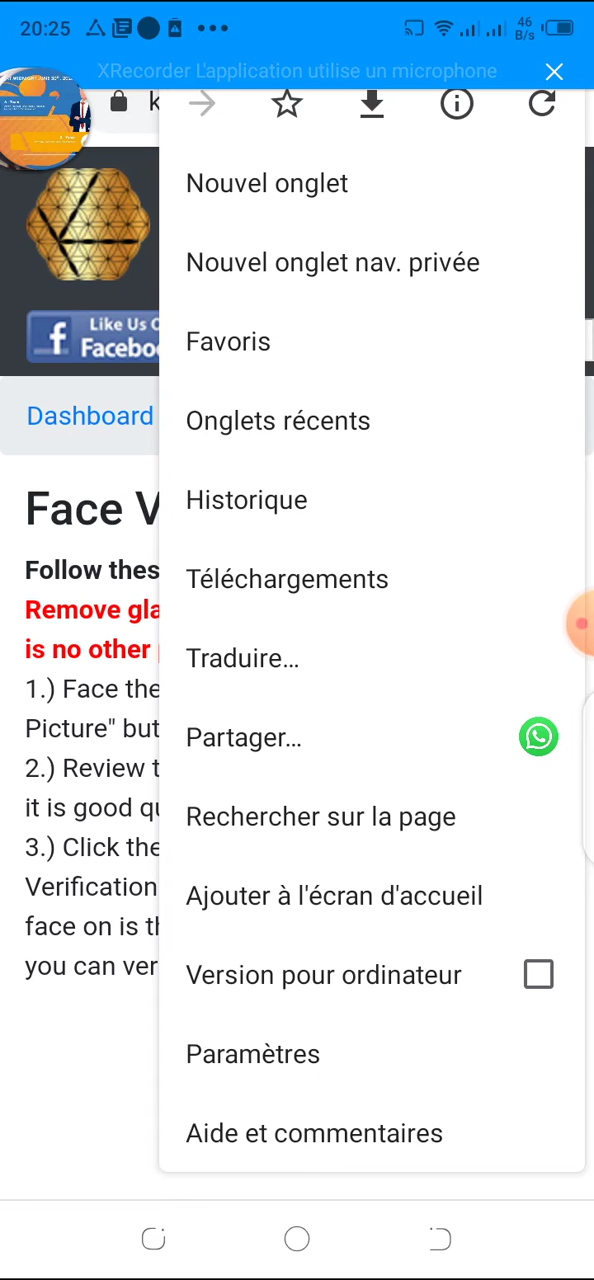 20:25
46
B/s
XRecorder L'application utilise un microphone
Nouvel onglet
Nouvel onglet nav. privée
Like Us
Facebo
Favoris
Dashboard
Onglets récents
Face V
Historique
Follow thes
Téléchargements
Remove gla
is no other
Traduire...
1.) Face the
Picture" but
Partager...
2.) Review t
it is good qu
Rechercher sur la page
3.) Click the
Verification
Ajouter à l'écran d'accueil
face on is th
you can ver
Version pour ordinateur
Paramètres
Aide et commentaires